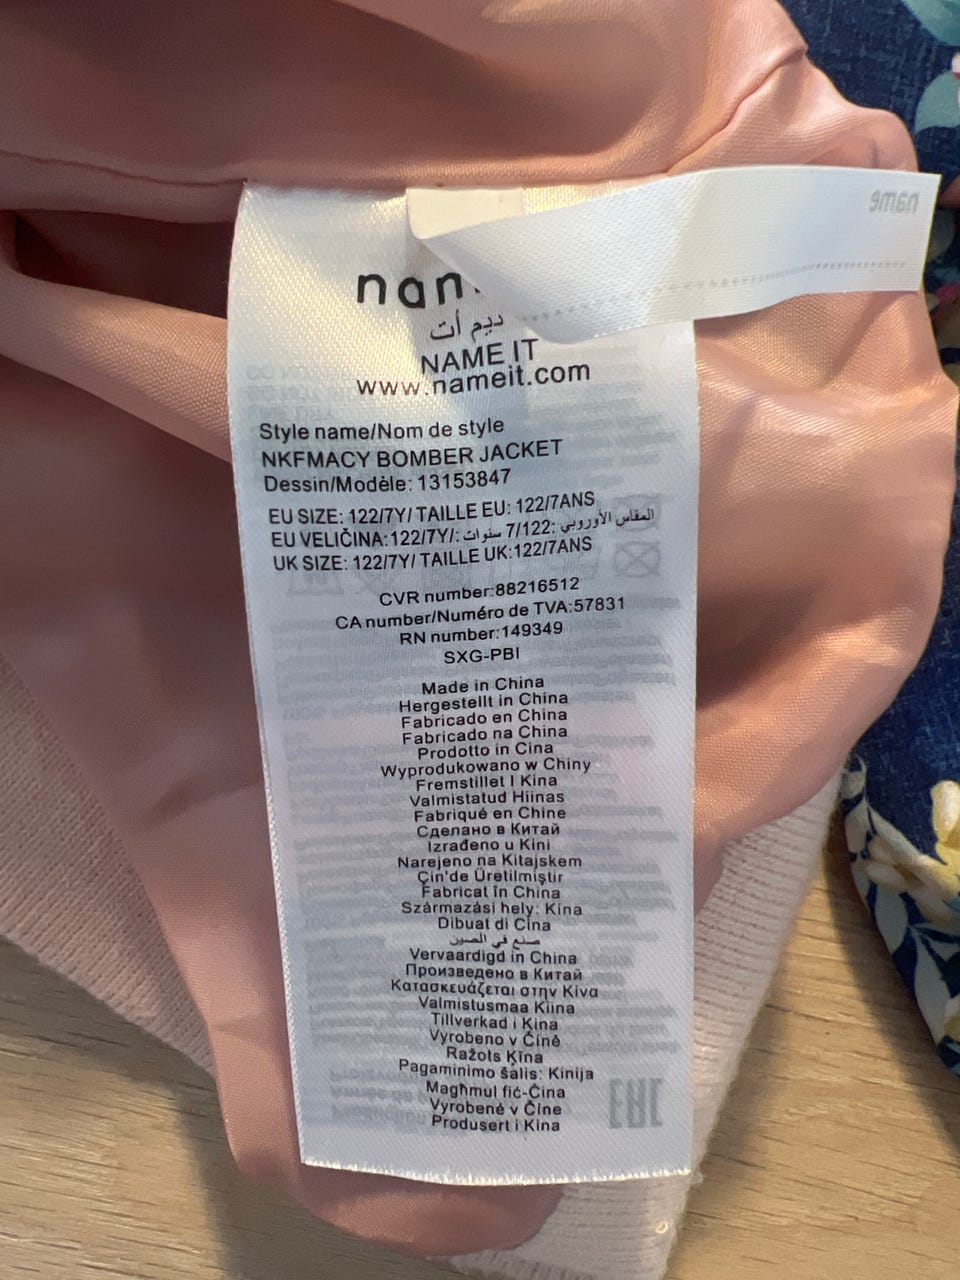 name
nam
نيم أت
NAME IT
www.nameit.com
Style name/Nom de style
NKFMACY BOMBER JACKET
Dessin/Modèle: 13153847
EU SIZE: 122/7Y/ TAILLE EU: 122/7ANS
EU VELIČINA:122/7Y/: المقاس الأوروبي :7/122 سنوات
UK SIZE: 122/7Y/ TAILLE UK:122/7ANS
CVR number:88216512
CA number/Numéro de TVA:57831
RN number:149349
SXG-PBI
Made in China
Hergestellt in China
Fabricado en China
Fabricado na China
Prodotto in Cina
Wyprodukowano w Chiny
Fremstillet I Kina
Valmistatud Hiinas
Fabriqué en Chine
Сделано в Китай
Izrađeno u Kini
Narejeno na Kitajskem
Çin'de Üretilmiştir
Fabricat în China
Származási hely: Kína
Dibuat di Cina
صنع في الصين
Vervaardigd in China
Произведено в Китай
Κατασκευάζεται στην Κίνα
Valmistusmaa Kiina
Tillverkad i Kina
Vyrobeno v Číně
Ražots Ķīna
Pagaminimo šalis: Kinija
Magħmul fiċ-Ċina
Vyrobené v Číne
Produsert i Kina
EAC